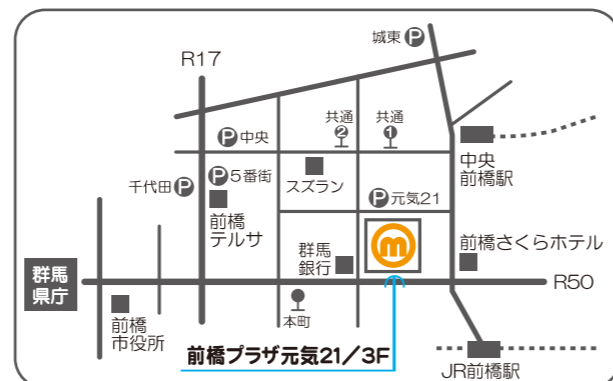 城東 P
R17
共通
2
共通
1
P 中央
中央
前橋駅
スズラン
千代田 P
P 5番街
P 元気21
前橋
テルサ
m
群馬
銀行
前橋さくらホテル
群馬
県庁
R50
前橋
市役所
本町
前橋プラザ元気21／3F
JR前橋駅